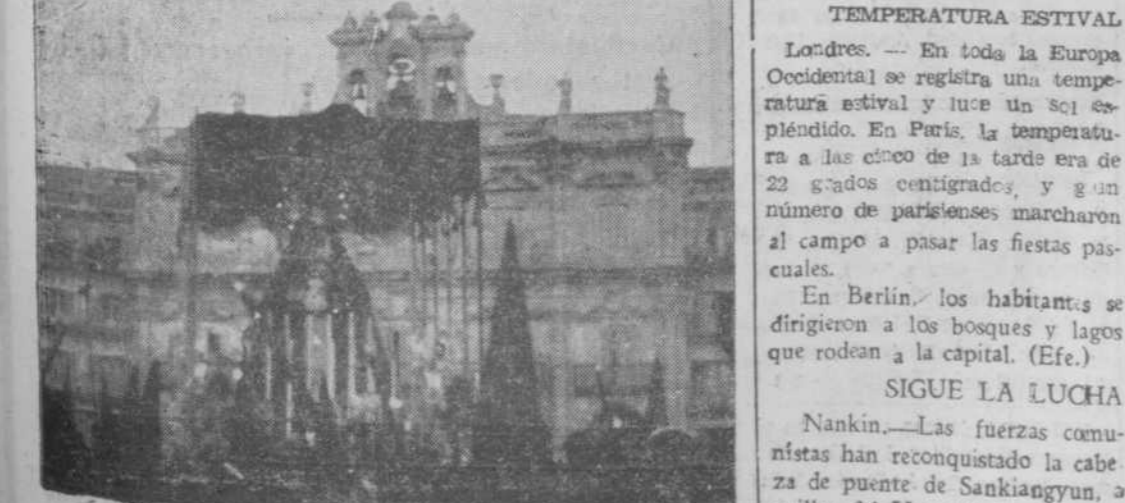 TEMPERATURA ESTIVAL
Londres. — En toda la Europa
Occidental se registra una tempe-
ratura estival y luce un sol es-
pléndido. En París, la temperatu-
ra a las cinco de la tarde era de
22 grados centígrados, y gran
número de parisienses marcharon
al campo a pasar las fiestas pas-
cuales.
En Berlín, los habitantes se
dirigieron a los bosques y lagos
que rodean a la capital. (Efe.)
SIGUE LA LUCHA
Nankin.—Las fuerzas comu-
nistas han reconquistado la cabe-
za de puente de Sankiangyun, a